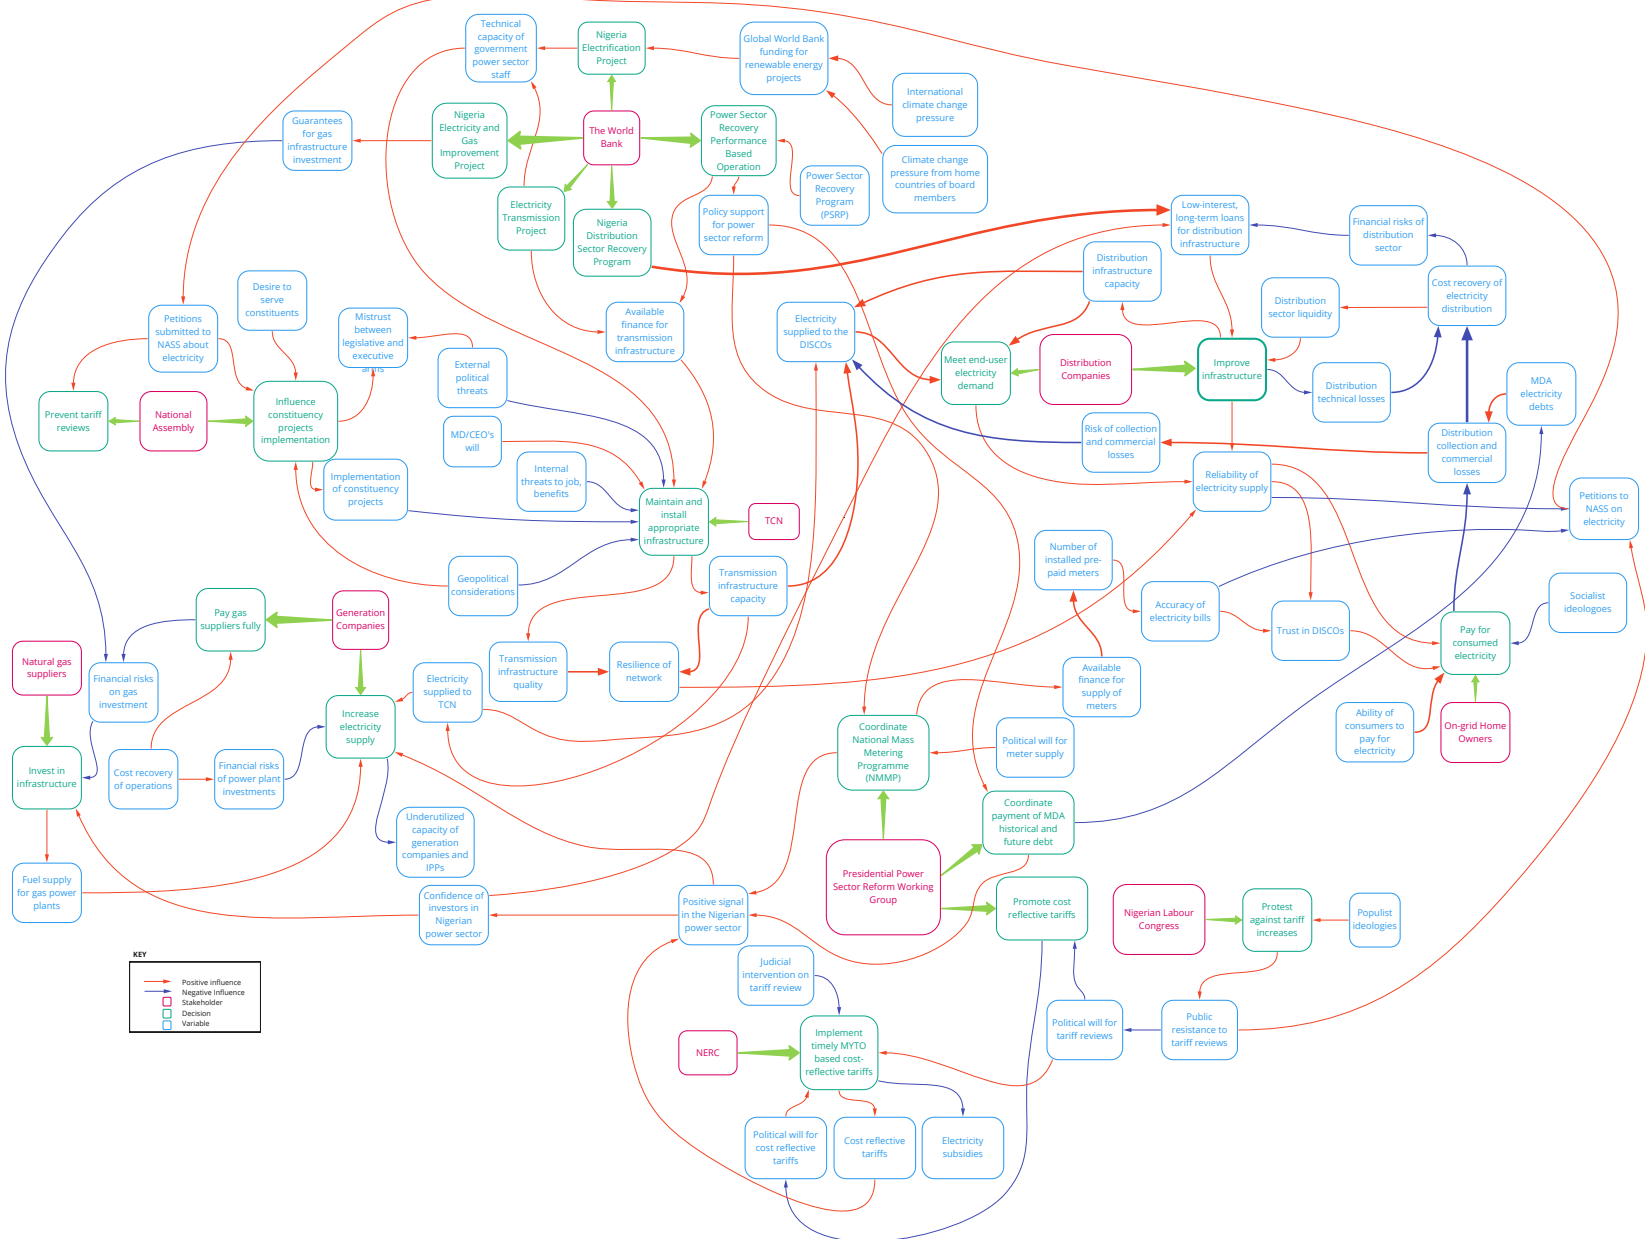 Technical
capacity of
government
power sector
staff
Nigeria
Electrification
Project
Global World Bank
funding for
renewable energy
projects
International
climate change
pressure
Guarantees
for gas
infrastructure
investment
Nigeria
Electricity and
Gas
Improvement
Project
The World
Bank
Power Sector
Recovery
Performance
Based
Operation
Climate change
pressure from home
countries of board
members
Power Sector
Recovery
Program
(PSRP)
Electricity
Transmission
Project
Nigeria
Distribution
Sector Recovery
Program
Policy support
for power
sector reform
Low-interest,
long-term loans
for distribution
infrastructure
Financial risks of
distribution
sector
Desire to
serve
constituents
Distribution
infrastructure
capacity
Cost recovery of
electricity
distribution
Distribution
sector liquidity
Petitions
submitted to
NASS about
electricity
Mistrust
between
legislative and
executive
arms
External
political
threats
Available
finance for
transmission
infrastructure
Electricity
supplied to the
DISCOs
Meet end-user
electricity
demand
Distribution
Companies
Improve
infrastructure
Distribution
technical losses
MDA
electricity
debts
Prevent tariff
reviews
National
Assembly
Influence
constituency
projects
implementation
MD/CEO's
will
Risk of collection
and commercial
losses
Distribution
collection and
commercial
losses
Implementation
of constituency
projects
Internal
threats to job,
benefits
Reliability of
electricity supply
Petitions to
NASS on
electricity
Maintain and
install
appropriate
infrastructure
TCN
Number of
installed pre-
paid meters
Geopolitical
considerations
Transmission
infrastructure
capacity
Accuracy of
electricity bills
Socialist
ideologoes
Pay gas
suppliers fully
Generation
Companies
Trust in DISCOs
Pay for
consumed
electricity
Natural gas
suppliers
Financial risks
on gas
investment
Transmission
infrastructure
quality
Resilience of
network
Available
finance for
supply of
meters
Electricity
supplied to
TCN
Increase
electricity
supply
Coordinate
National Mass
Metering
Programme
(NMMP)
Political will for
meter supply
Ability of
consumers to
pay for
electricity
On-grid Home
Owners
Invest in
infrastructure
Cost recovery
of operations
Financial risks
of power plant
investments
Underutilized
capacity of
generation
companies and
IPPs
Coordinate
payment of MDA
historical and
future debt
Fuel supply
for gas power
plants
Confidence of
investors in
Nigerian
power sector
Positive signal
in the Nigerian
power sector
Presidential Power
Sector Reform Working
Group
Promote cost
reflective tariffs
Nigerian Labour
Congress
Protest
against tariff
increases
Populist
ideologies
KEY
Positive influence
Negative Influence
Stakeholder
Decision
Variable
Judicial
intervention on
tariff review
NERC
Implement
timely MYTO
based cost-
reflective tariffs
Political will for
tariff reviews
Public
resistance to
tariff reviews
Political will for
cost reflective
tariffs
Cost reflective
tariffs
Electricity
subsidies